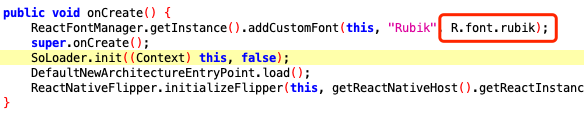 public void onCreate() {
ReactFontManager.getInstance().addCustomFont(this, "Rubik", R.font.rubik);
super.onCreate();
SoLoader.init((Context) this, false);
DefaultNewArchitectureEntryPoint.load();
ReactNativeFlipper.initializeFlipper(this, getReactNativeHost().getReactInstanc
}